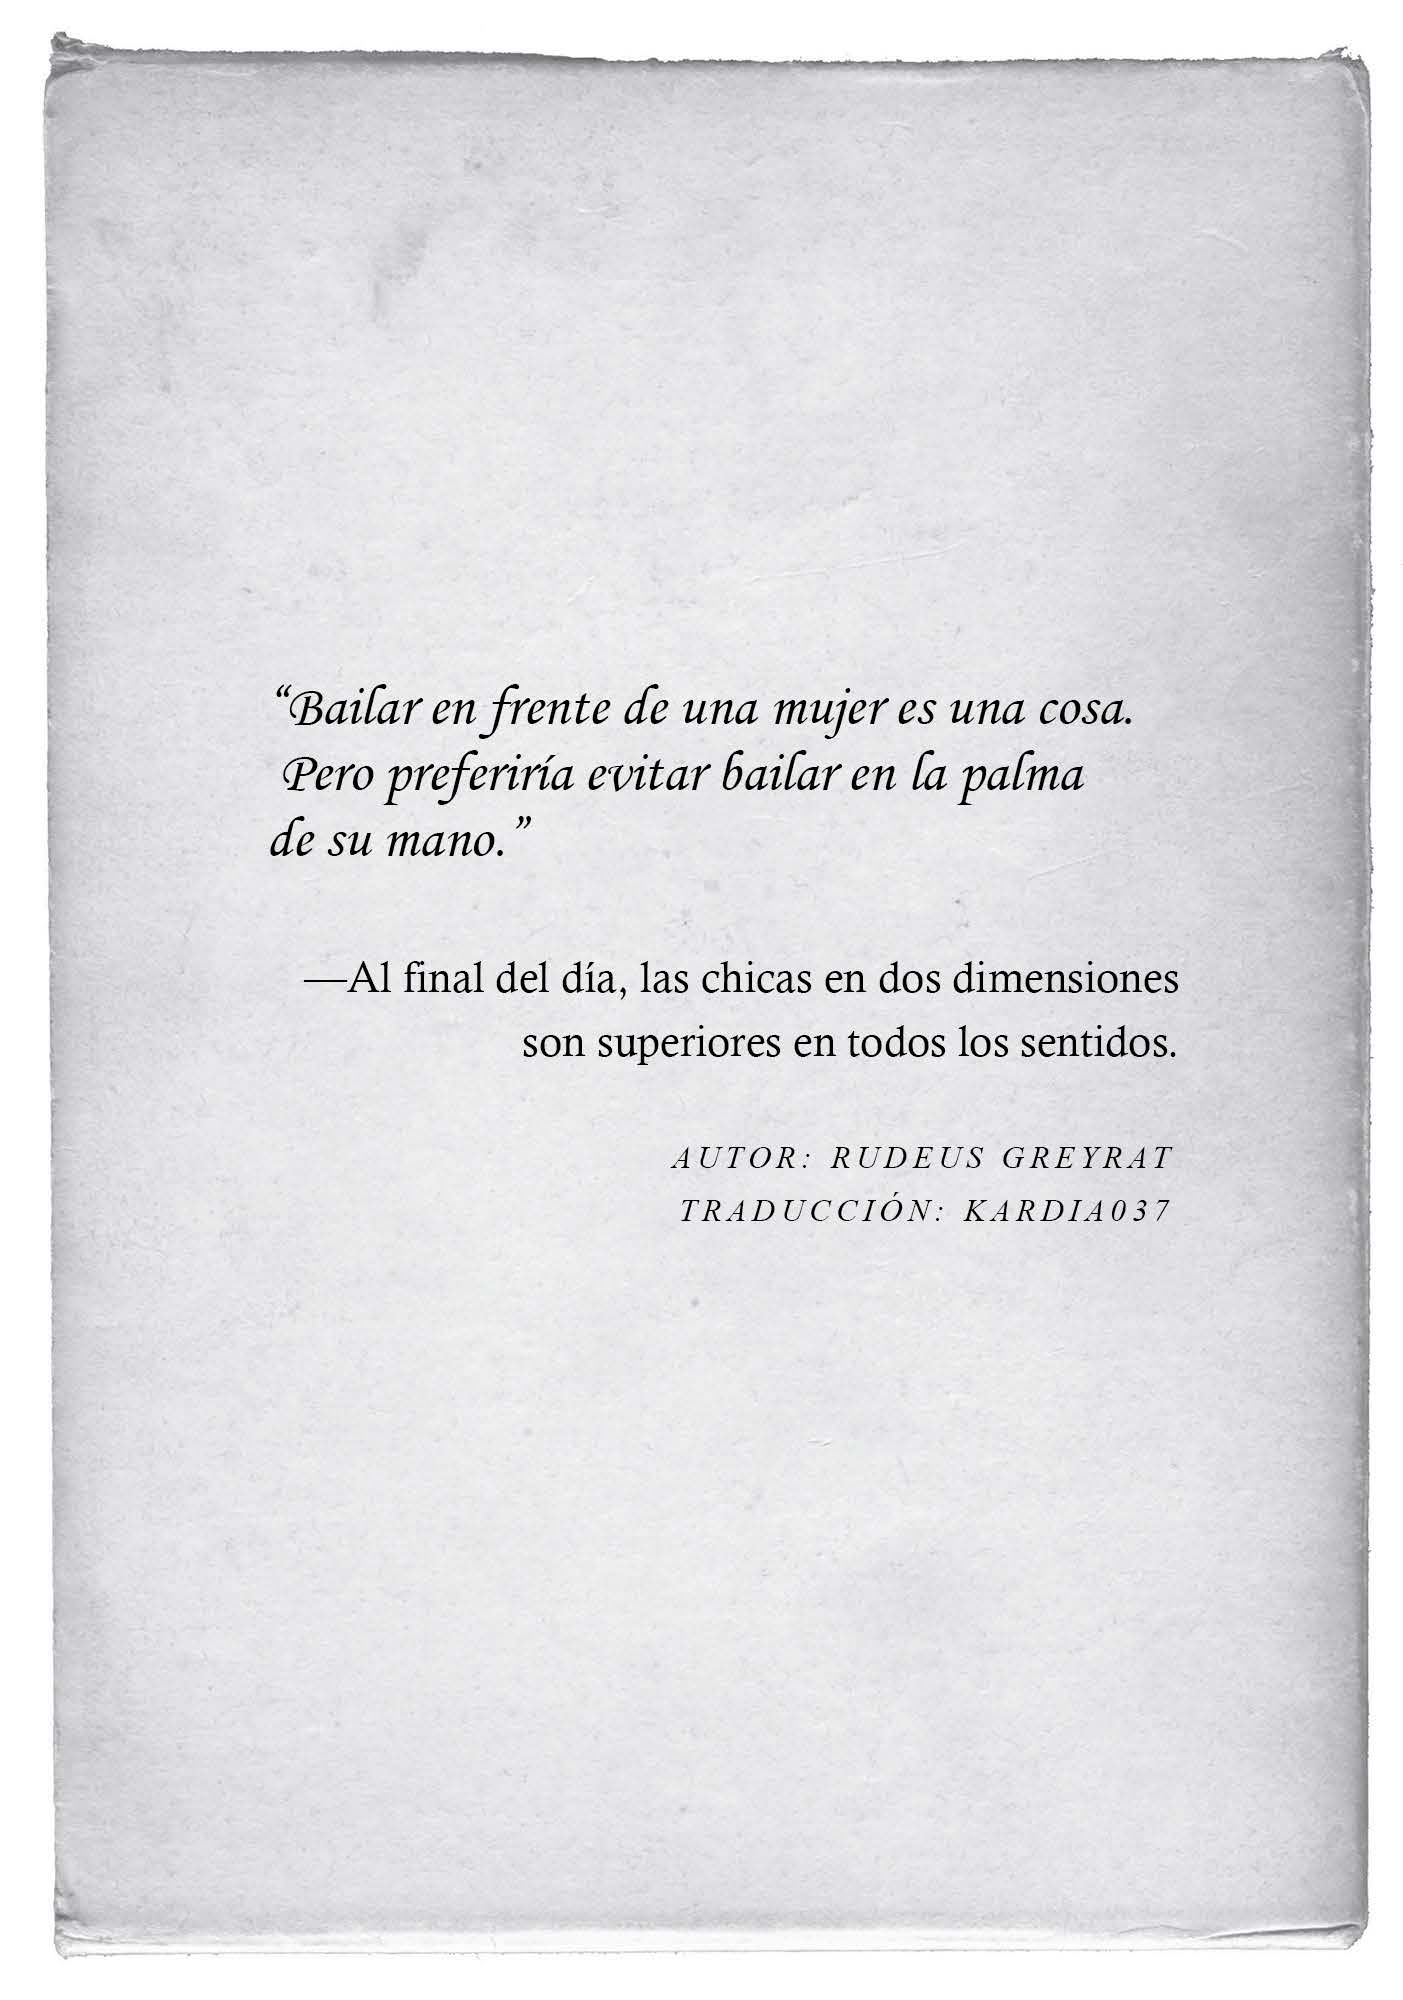 “Bailar en frente de una mujer es una cosa.
Pero preferiría evitar bailar en la palma
de su mano.”
—Al final del día, las chicas en dos dimensiones
son superiores en todos los sentidos.
AUTOR: RUDEUS GREYRAT
TRADUCCIÓN: KARDIA037